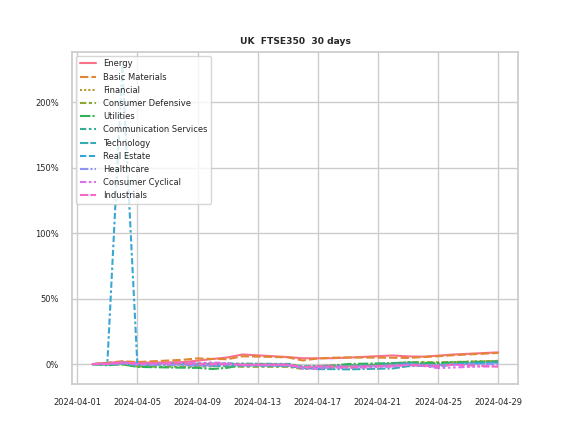 UK FTSE350 30 days
Energy
Basic Materials
Financial
Consumer Defensive
Utilities
Communication Services
Technology
Real Estate
Healthcare
Consumer Cyclical
Industrials
200%
150%
100%
50%
0%
2024-04-01 2024-04-05 2024-04-09 2024-04-13 2024-04-17 2024-04-21 2024-04-25 2024-04-29